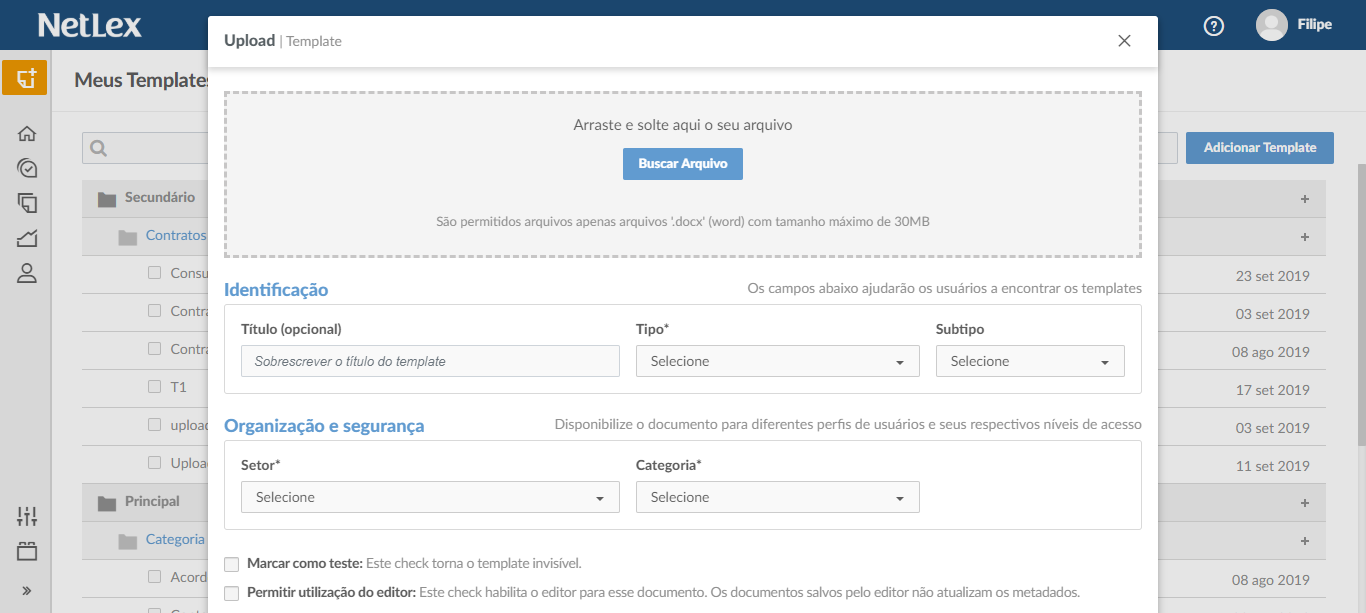 NetLex
Filipe
Upload | Template
Meus Templates
Arraste e solte aqui o seu arquivo
Buscar Arquivo
São permitidos arquivos apenas arquivos '.docx' (word) com tamanho máximo de 30MB
Adicionar Template
Secundário
+
Contratos
+
Identificação
Os campos abaixo ajudarão os usuários a encontrar os templates
Título (opcional)
Tipo*
Subtipo
Sobrescrever o título do template
Selecione
Selecione
Organização e segurança
Disponibilize o documento para diferentes perfis de usuários e seus respectivos níveis de acesso
Setor*
Categoria*
Selecione
Selecione
Marcar como teste: Este check torna o template invisível.
Permitir utilização do editor: Este check habilita o editor para esse documento. Os documentos salvos pelo editor não atualizam os metadados.
Consu
23 set 2019
Contra
03 set 2019
Contra
08 ago 2019
T1
17 set 2019
upload
03 set 2019
Upload
11 set 2019
Principal
+
Categoria
+
Acord
08 ago 2019